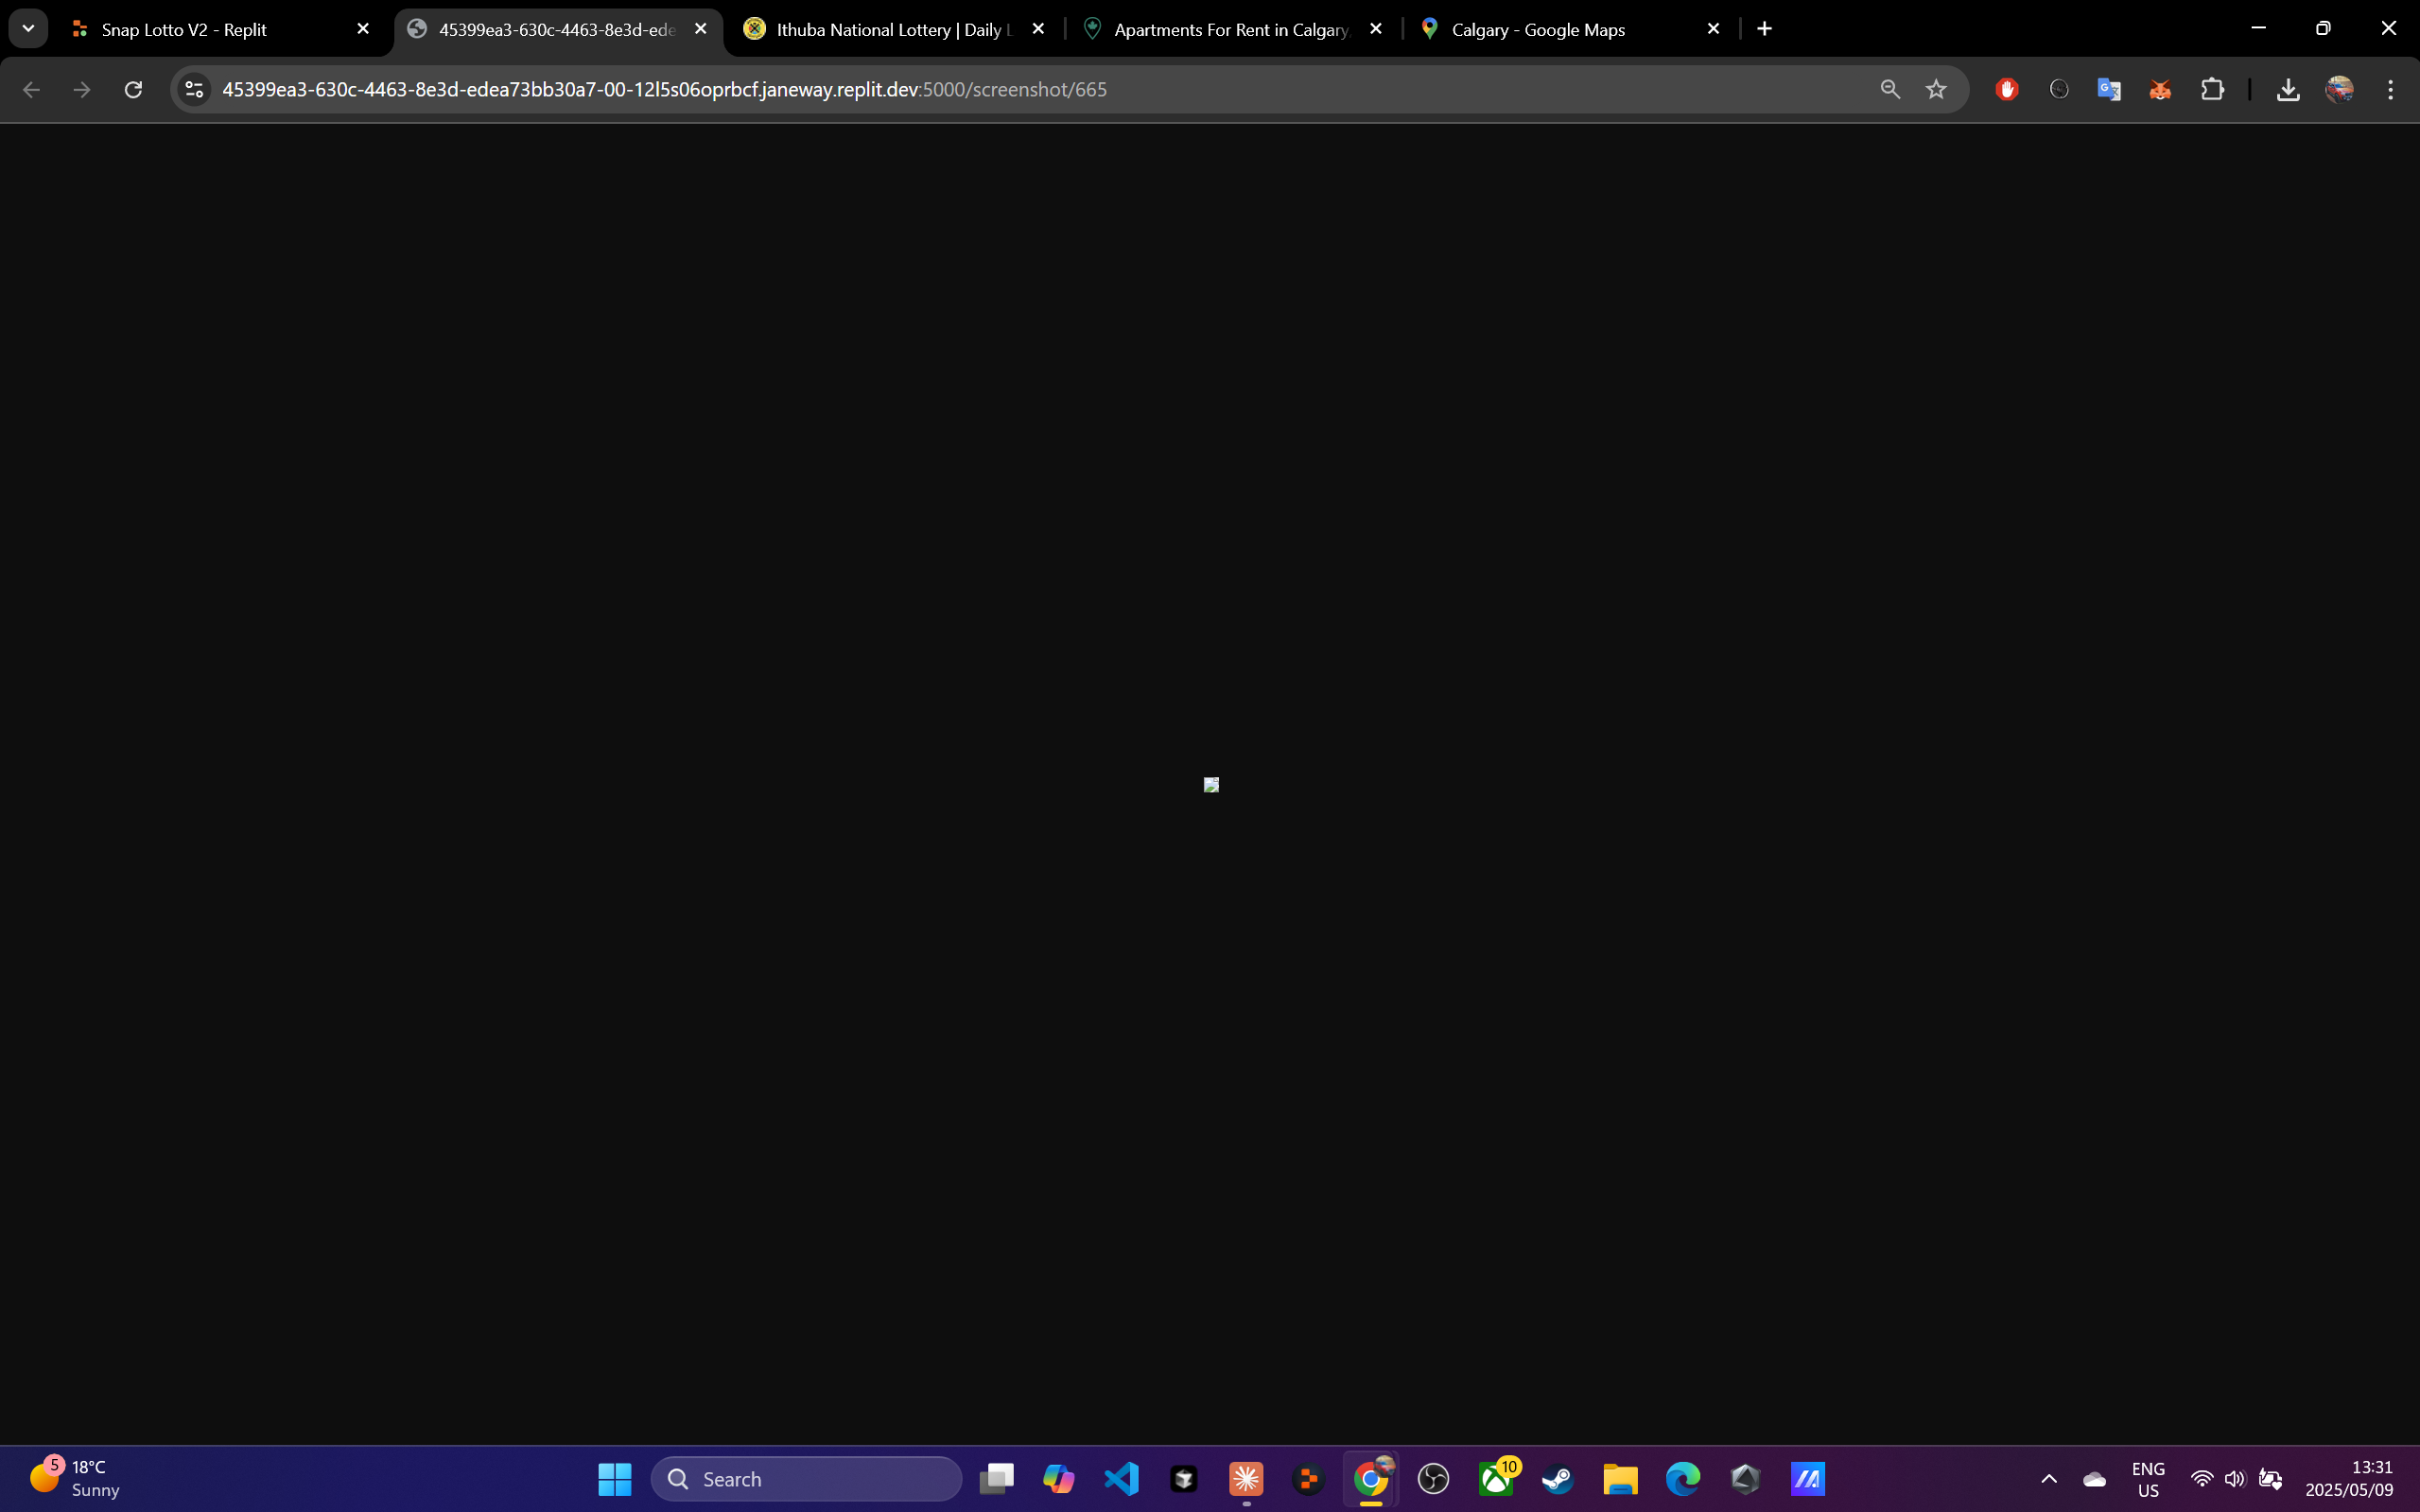 Snap Lotto V2 - Replit
45399ea3-630c-4463-8e3d-ede
Ithuba National Lottery | Daily L
Apartments For Rent in Calgary,
Calgary - Google Maps
45399ea3-630c-4463-8e3d-edea73bb30a7-00-12l5s06oprbcf.janeway.replit.dev:5000/screenshot/665
5
18°C
Sunny
Search
10
ENG
US
13:31
2025/05/09